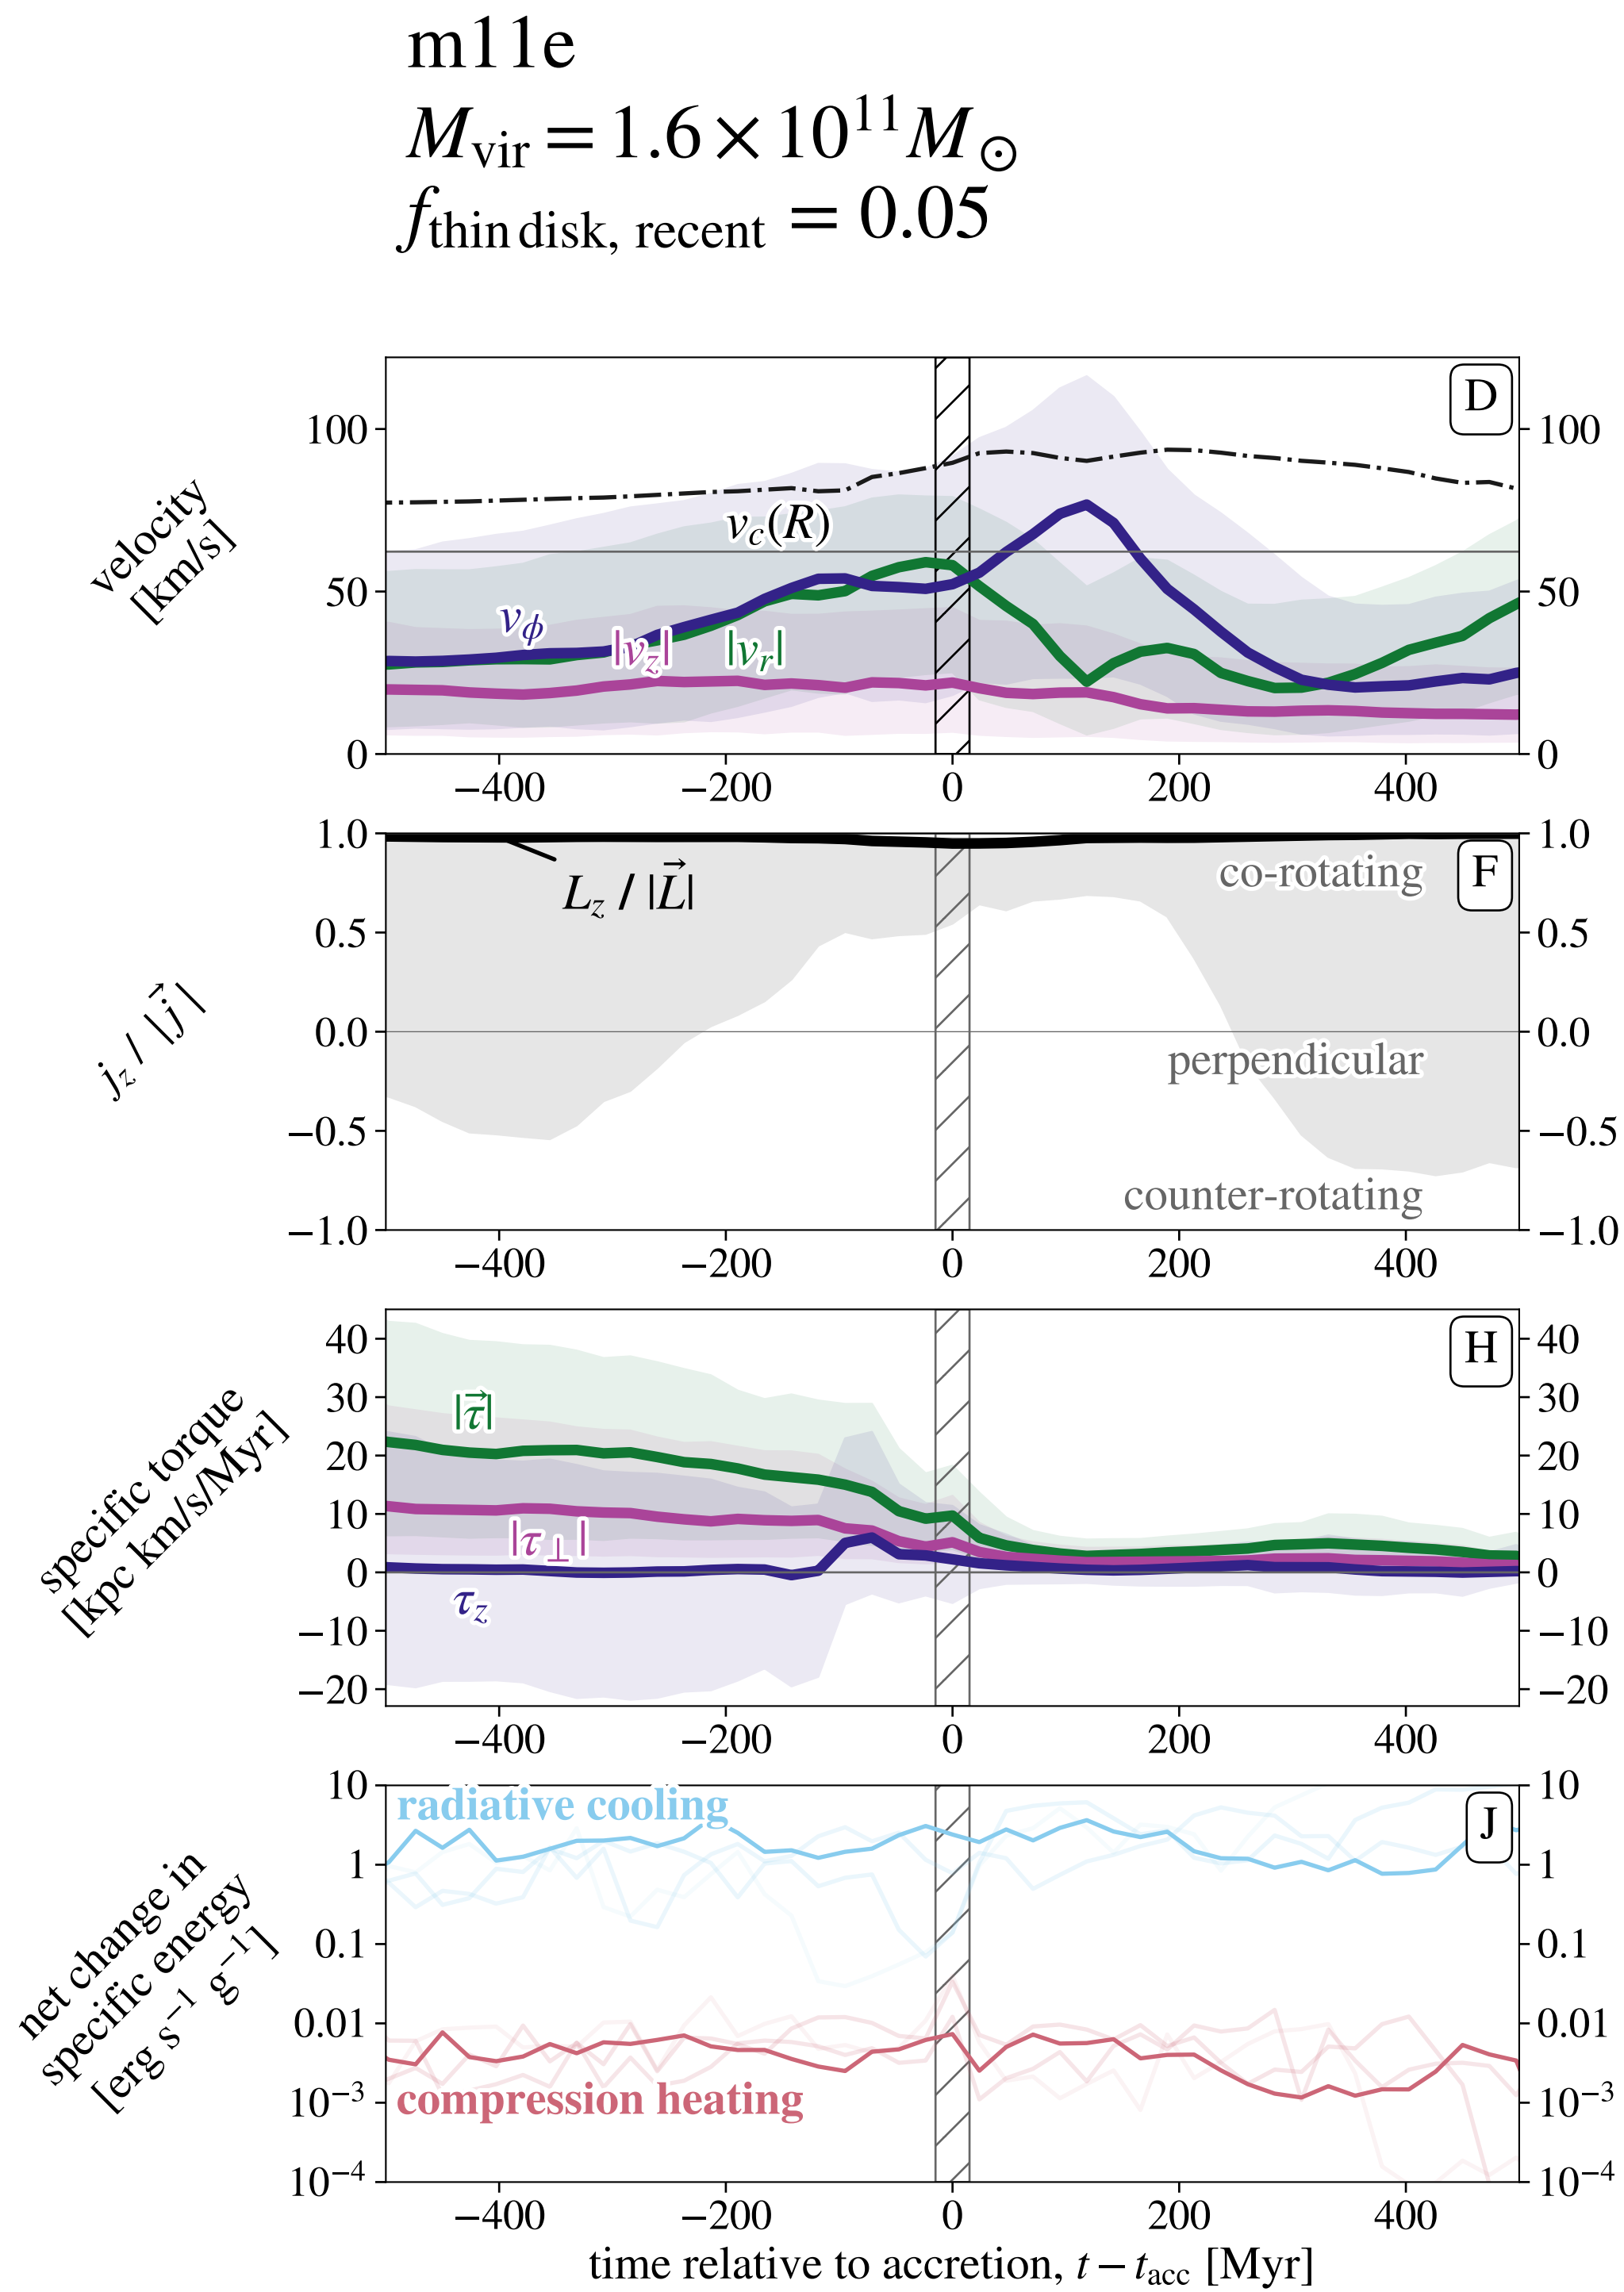 m11e
M_vir = 1.6 × 10^11 M_⊙
f_thin disk, recent = 0.05
velocity
[km/s]
100
50
0
100
50
0
D
v_c(R)
v_ϕ
|v_z|
|v_r|
−400 −200 0 200 400
j_z / |j⃗|
1.0
0.5
0.0
−0.5
−1.0
1.0
0.5
0.0
−0.5
−1.0
F
L_z / |L⃗|
co-rotating
perpendicular
counter-rotating
−400 −200 0 200 400
specific torque
[kpc km/s/Myr]
40
30
20
10
0
−10
−20
40
30
20
10
0
−10
−20
H
|τ⃗|
|τ_⊥|
τ_z
−400 −200 0 200 400
net change in
specific energy
[erg s^−1 g^−1]
10
1
0.1
0.01
10^−3
10^−4
10
1
0.1
0.01
10^−3
10^−4
J
radiative cooling
compression heating
−400 −200 0 200 400
time relative to accretion, t − t_acc [Myr]